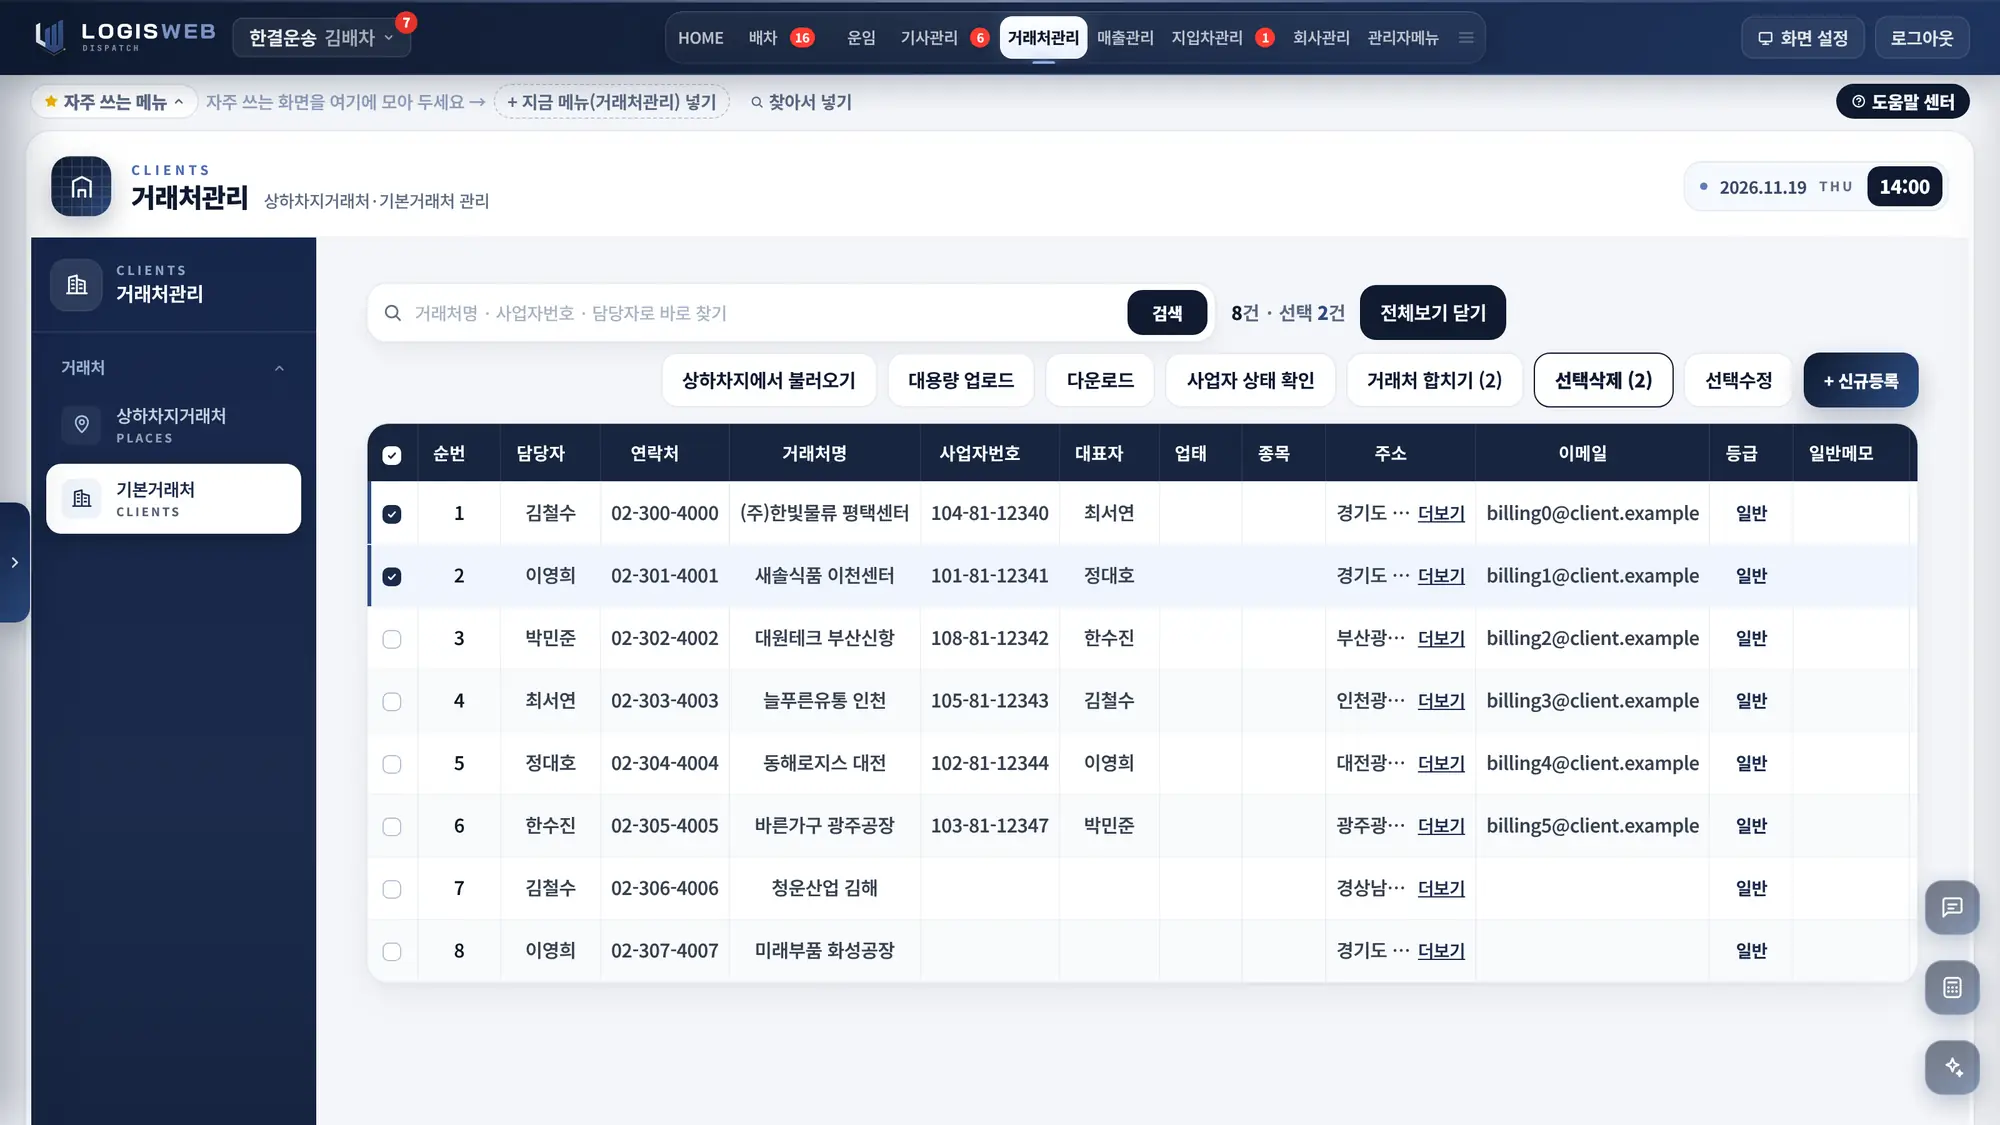 LOGISWEB
DISPATCH
한결운송 김배차
7
HOME 배차 16 운임 기사관리 6 거래처관리 매출관리 지입차관리 1 회사관리 관리자메뉴
화면 설정
로그아웃
자주 쓰는 메뉴
자주 쓰는 화면을 여기에 모아 두세요 →
+ 지금 메뉴(거래처관리) 넣기
찾아서 넣기
도움말 센터
CLIENTS
거래처관리 상하차지거래처·기본거래처 관리
2026.11.19 THU 14:00
CLIENTS
거래처관리
거래처
상하차지거래처
PLACES
기본거래처
CLIENTS
거래처명 · 사업자번호 · 담당자로 바로 찾기
검색
8건 · 선택 2건
전체보기 닫기
상하차지에서 불러오기
대용량 업로드
다운로드
사업자 상태 확인
거래처 합치기 (2)
선택삭제 (2)
선택수정
+ 신규등록
순번 담당자 연락처 거래처명 사업자번호 대표자 업태 종목 주소 이메일 등급 일반메모
1 김철수 02-300-4000 (주)한빛물류 평택센터 104-81-12340 최서연 경기도 ··· 더보기 billing0@client.example 일반
2 이영희 02-301-4001 새솔식품 이천센터 101-81-12341 정대호 경기도 ··· 더보기 billing1@client.example 일반
3 박민준 02-302-4002 대원테크 부산신항 108-81-12342 한수진 부산광··· 더보기 billing2@client.example 일반
4 최서연 02-303-4003 늘푸른유통 인천 105-81-12343 김철수 인천광··· 더보기 billing3@client.example 일반
5 정대호 02-304-4004 동해로지스 대전 102-81-12344 이영희 대전광··· 더보기 billing4@client.example 일반
6 한수진 02-305-4005 바른가구 광주공장 103-81-12347 박민준 광주광··· 더보기 billing5@client.example 일반
7 김철수 02-306-4006 청운산업 김해 경상남··· 더보기 일반
8 이영희 02-307-4007 미래부품 화성공장 경기도 ··· 더보기 일반